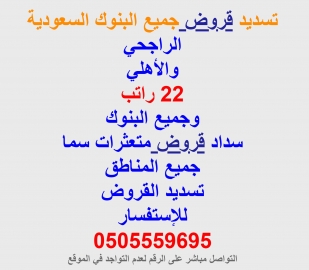 تسديد قروض جميع البنوك السعودية
الراجحي
والأهلي
22 راتب
وجميع البنوك
سداد قروض متعثرات سما
جميع المناطق
تسديد القروض
للإستفسار
0505559695
التواصل مباشر على الرقم لعدم التواجد في الموقع